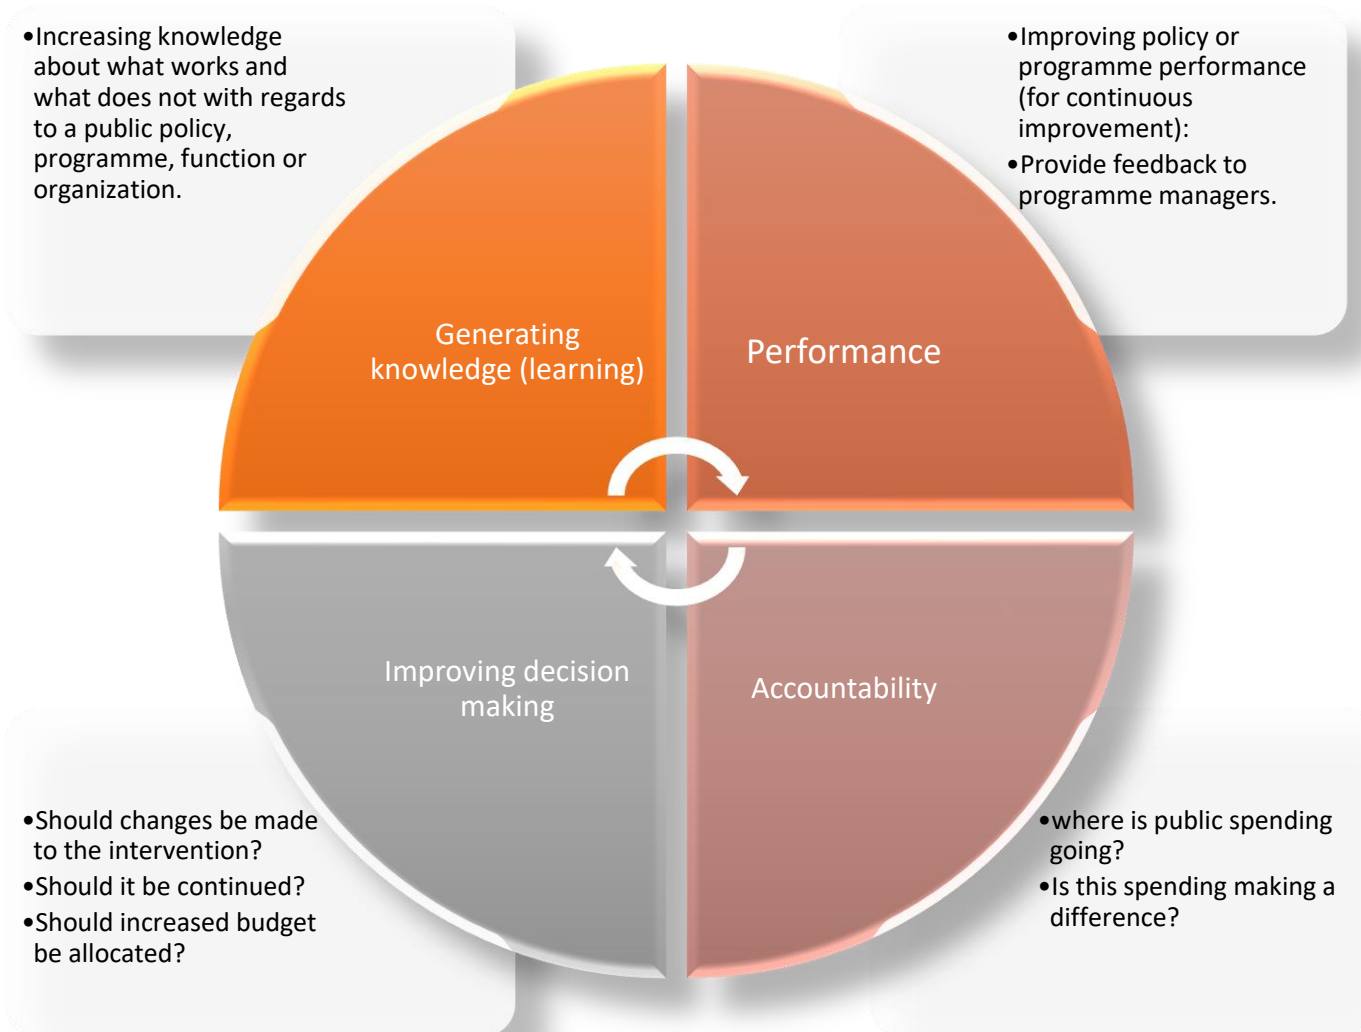 •Increasing knowledge
about what works and
what does not with regards
to a public policy,
programme, function or
organization.
•Improving policy or
programme performance
(for continuous
improvement):
•Provide feedback to
programme managers.
Generating
knowledge (learning)
Performance
Improving decision
making
Accountability
•Should changes be made
to the intervention?
•Should it be continued?
•Should increased budget
be allocated?
•where is public spending
going?
•Is this spending making a
difference?